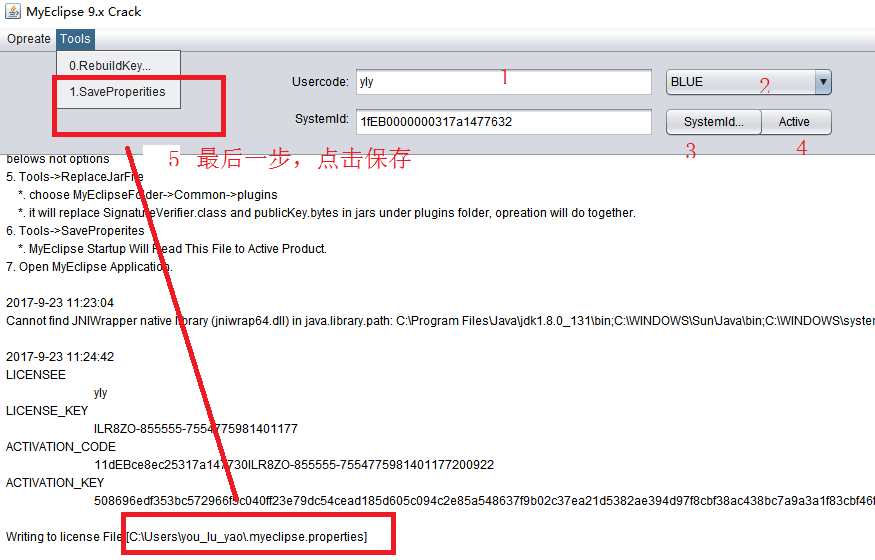 MyEclipse 9.x Crack
Opreate Tools
0.RebuildKey...
1.SaveProperities
Usercode: yly 1 BLUE 2
SystemId: 1fEB0000000317a1477632 SystemId... Active
3 4
5 最后一步，点击保存
belows not options
5. Tools->ReplaceJarFile
*. choose MyEclipseFolder->Common->plugins
*. it will replace SignatureVerifier.class and publicKey.bytes in jars under plugins folder, opreation will do together.
6. Tools->SaveProperites
*. MyEclipse Startup Will Read This File to Active Product.
7. Open MyEclipse Application.
2017-9-23 11:23:04
Cannot find JNIWrapper native library (jniwrap64.dll) in java.library.path: C:\Program Files\Java\jdk1.8.0_131\bin;C:\WINDOWS\Sun\Java\bin;C:\WINDOWS\system
2017-9-23 11:24:42
LICENSEE
yly
LICENSE_KEY
ILR8ZO-855555-7554775981401177
ACTIVATION_CODE
11dEBce8ec25317a147730ILR8ZO-855555-7554775981401177200922
ACTIVATION_KEY
508696edf353bc572966f5c040ff23e79dc54cead185d605c094c2e85a548637f9b02c37ea21d5382ae394d97f8cbf38ac438bc7a9a3a1f83cbf46f
Writing to license File:[C:\Users\you_lu_yao\.myeclipse.properties]